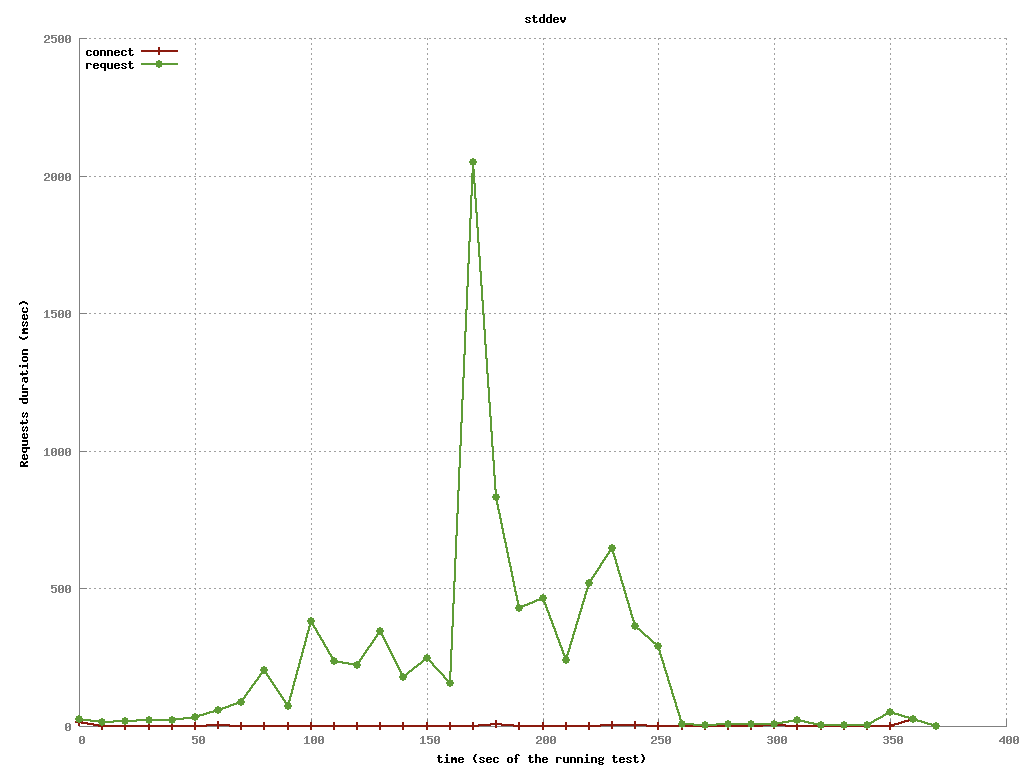 stddev
connect
request
2500
2000
1500
1000
500
0
Requests duration (msec)
0 50 100 150 200 250 300 350 400
time (sec of the running test)